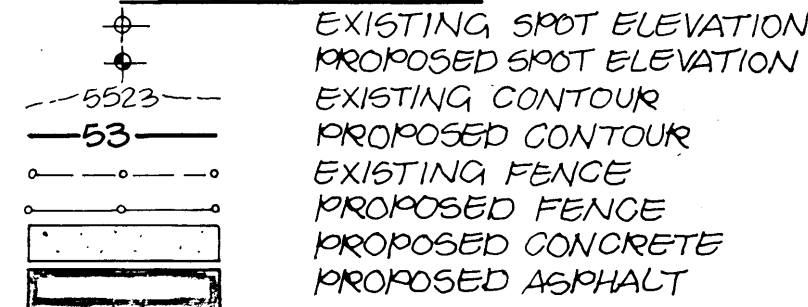 EXISTING SPOT ELEVATION
PROPOSED SPOT ELEVATION
5523 EXISTING CONTOUR
53 PROPOSED CONTOUR
EXISTING FENCE
PROPOSED FENCE
PROPOSED CONCRETE
PROPOSED ASPHALT